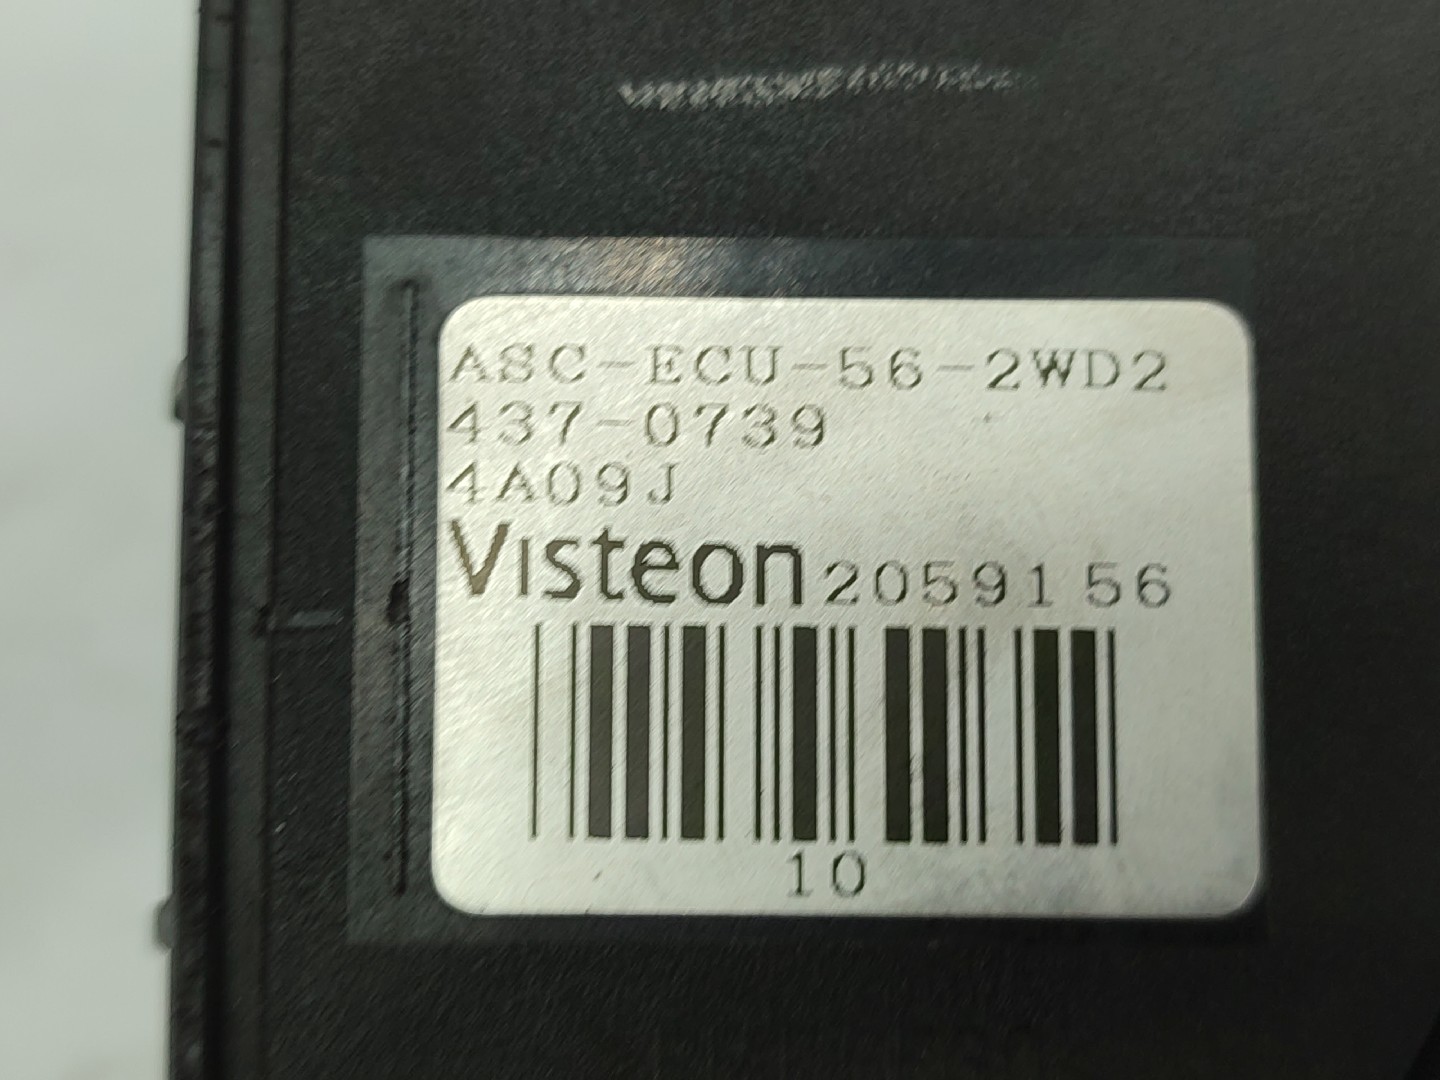 ASC-ECU-56-2WD2
437-0739
4A09J
Visteon 2059156
10